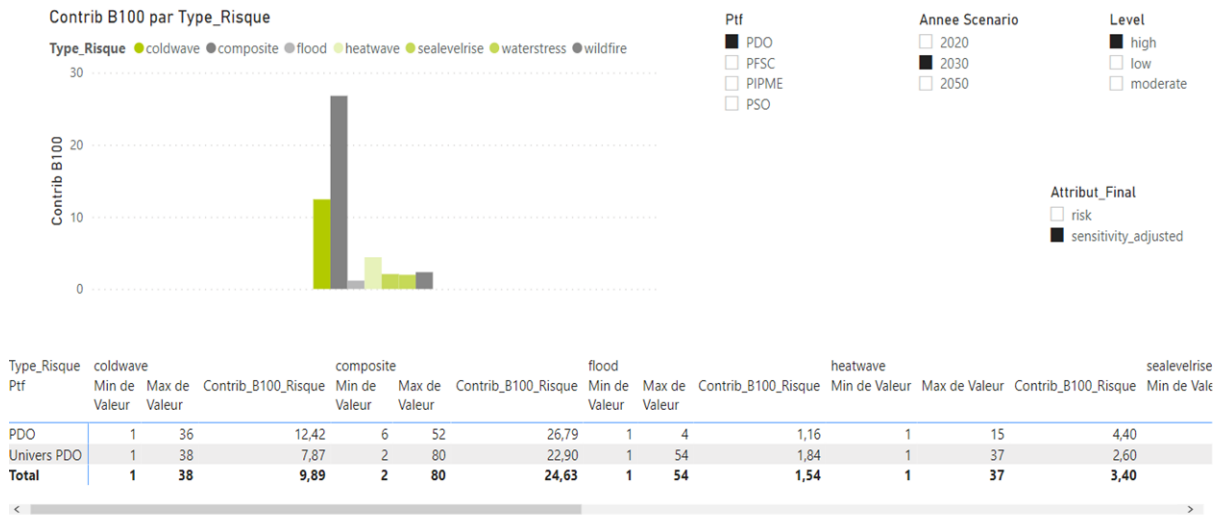 Contrib B100 par Type_Risque
Type_Risque coldwave composite flood heatwave sealevelrise waterstress wildfire
30
20
10
0
Contrib B100
Ptf
PDO
PFSC
PIPME
PSO
Annee Scenario
2020
2030
2050
Level
high
low
moderate
Attribut_Final
risk
sensitivity_adjusted
Type_Risque coldwave composite flood heatwave sealevelrise
Ptf Min de Max de Contrib_B100_Risque Min de Max de Contrib_B100_Risque Min de Max de Contrib_B100_Risque Min de Valeur Max de Valeur Contrib_B100_Risque Min de Vale
Valeur Valeur Valeur Valeur Valeur Valeur
PDO 1 36 12,42 6 52 26,79 1 4 1,16 1 15 4,40
Univers PDO 1 38 7,87 2 80 22,90 1 54 1,84 1 37 2,60
Total 1 38 9,89 2 80 24,63 1 54 1,54 1 37 3,40